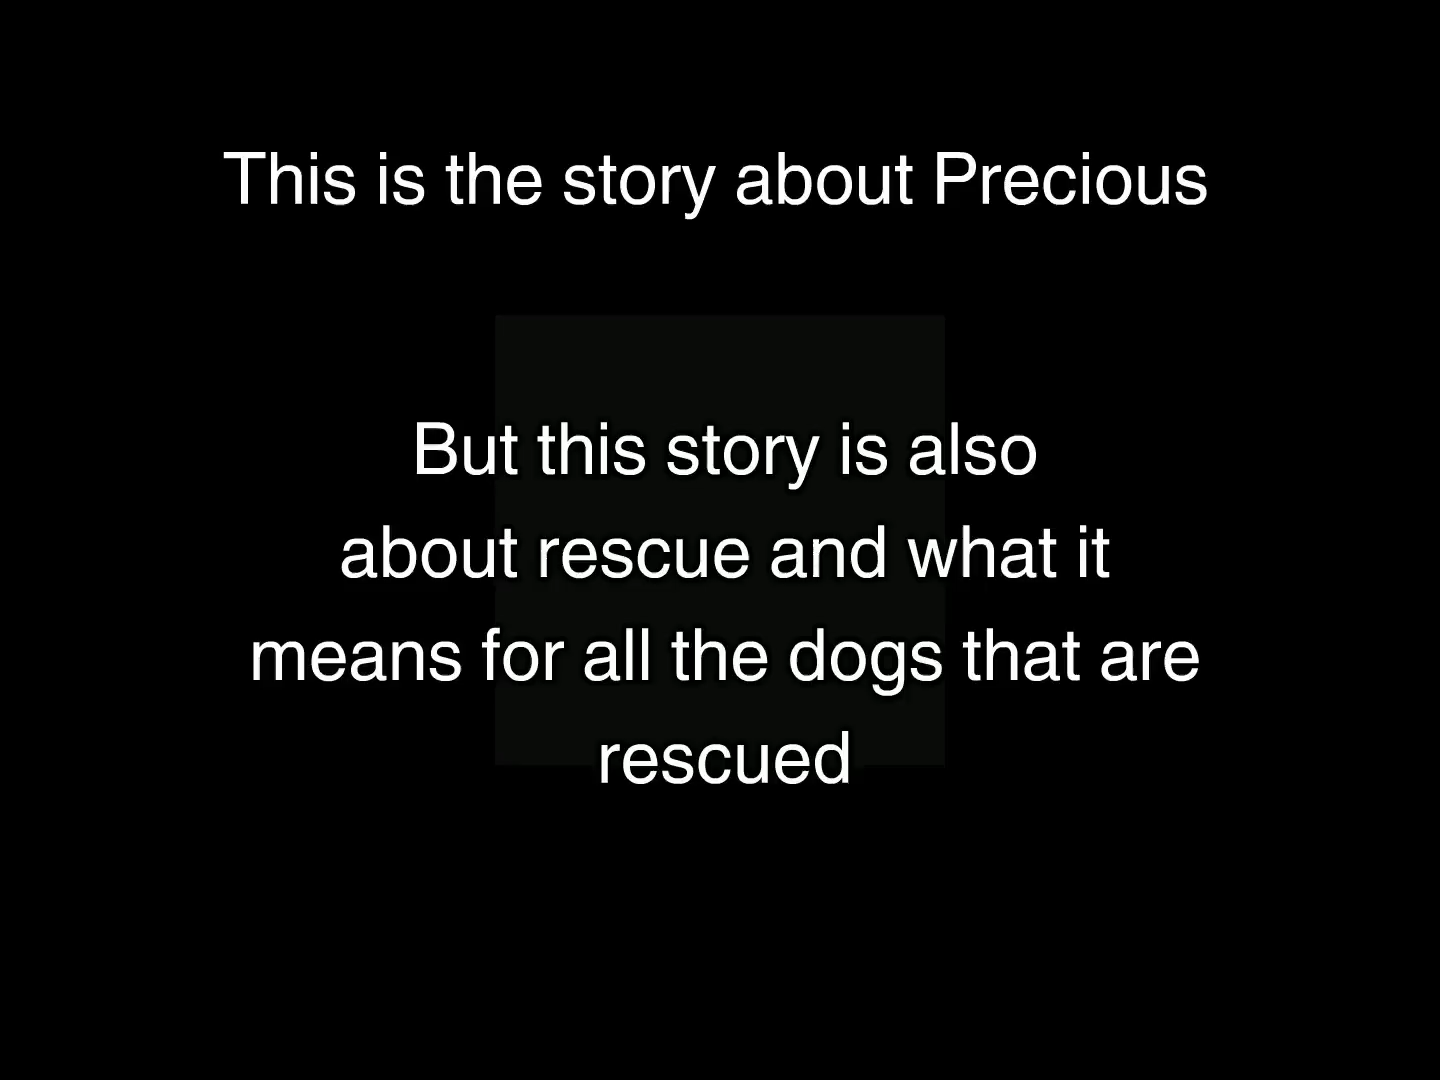 This is the story about Precious
But this story is also
about rescue and what it
means for all the dogs that are
rescued